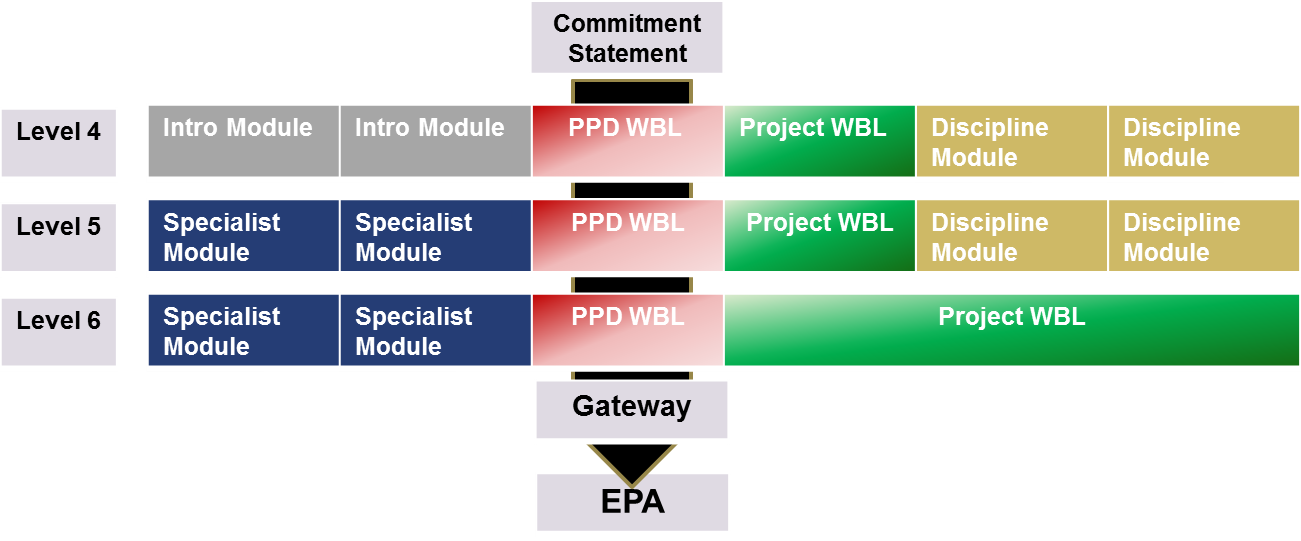 Commitment
Statement
Level 4
Intro Module
Intro Module
PPD WBL
Project WBL
Discipline
Module
Discipline
Module
Level 5
Specialist
Module
Specialist
Module
PPD WBL
Project WBL
Discipline
Module
Discipline
Module
Level 6
Specialist
Module
Specialist
Module
PPD WBL
Project WBL
Gateway
EPA